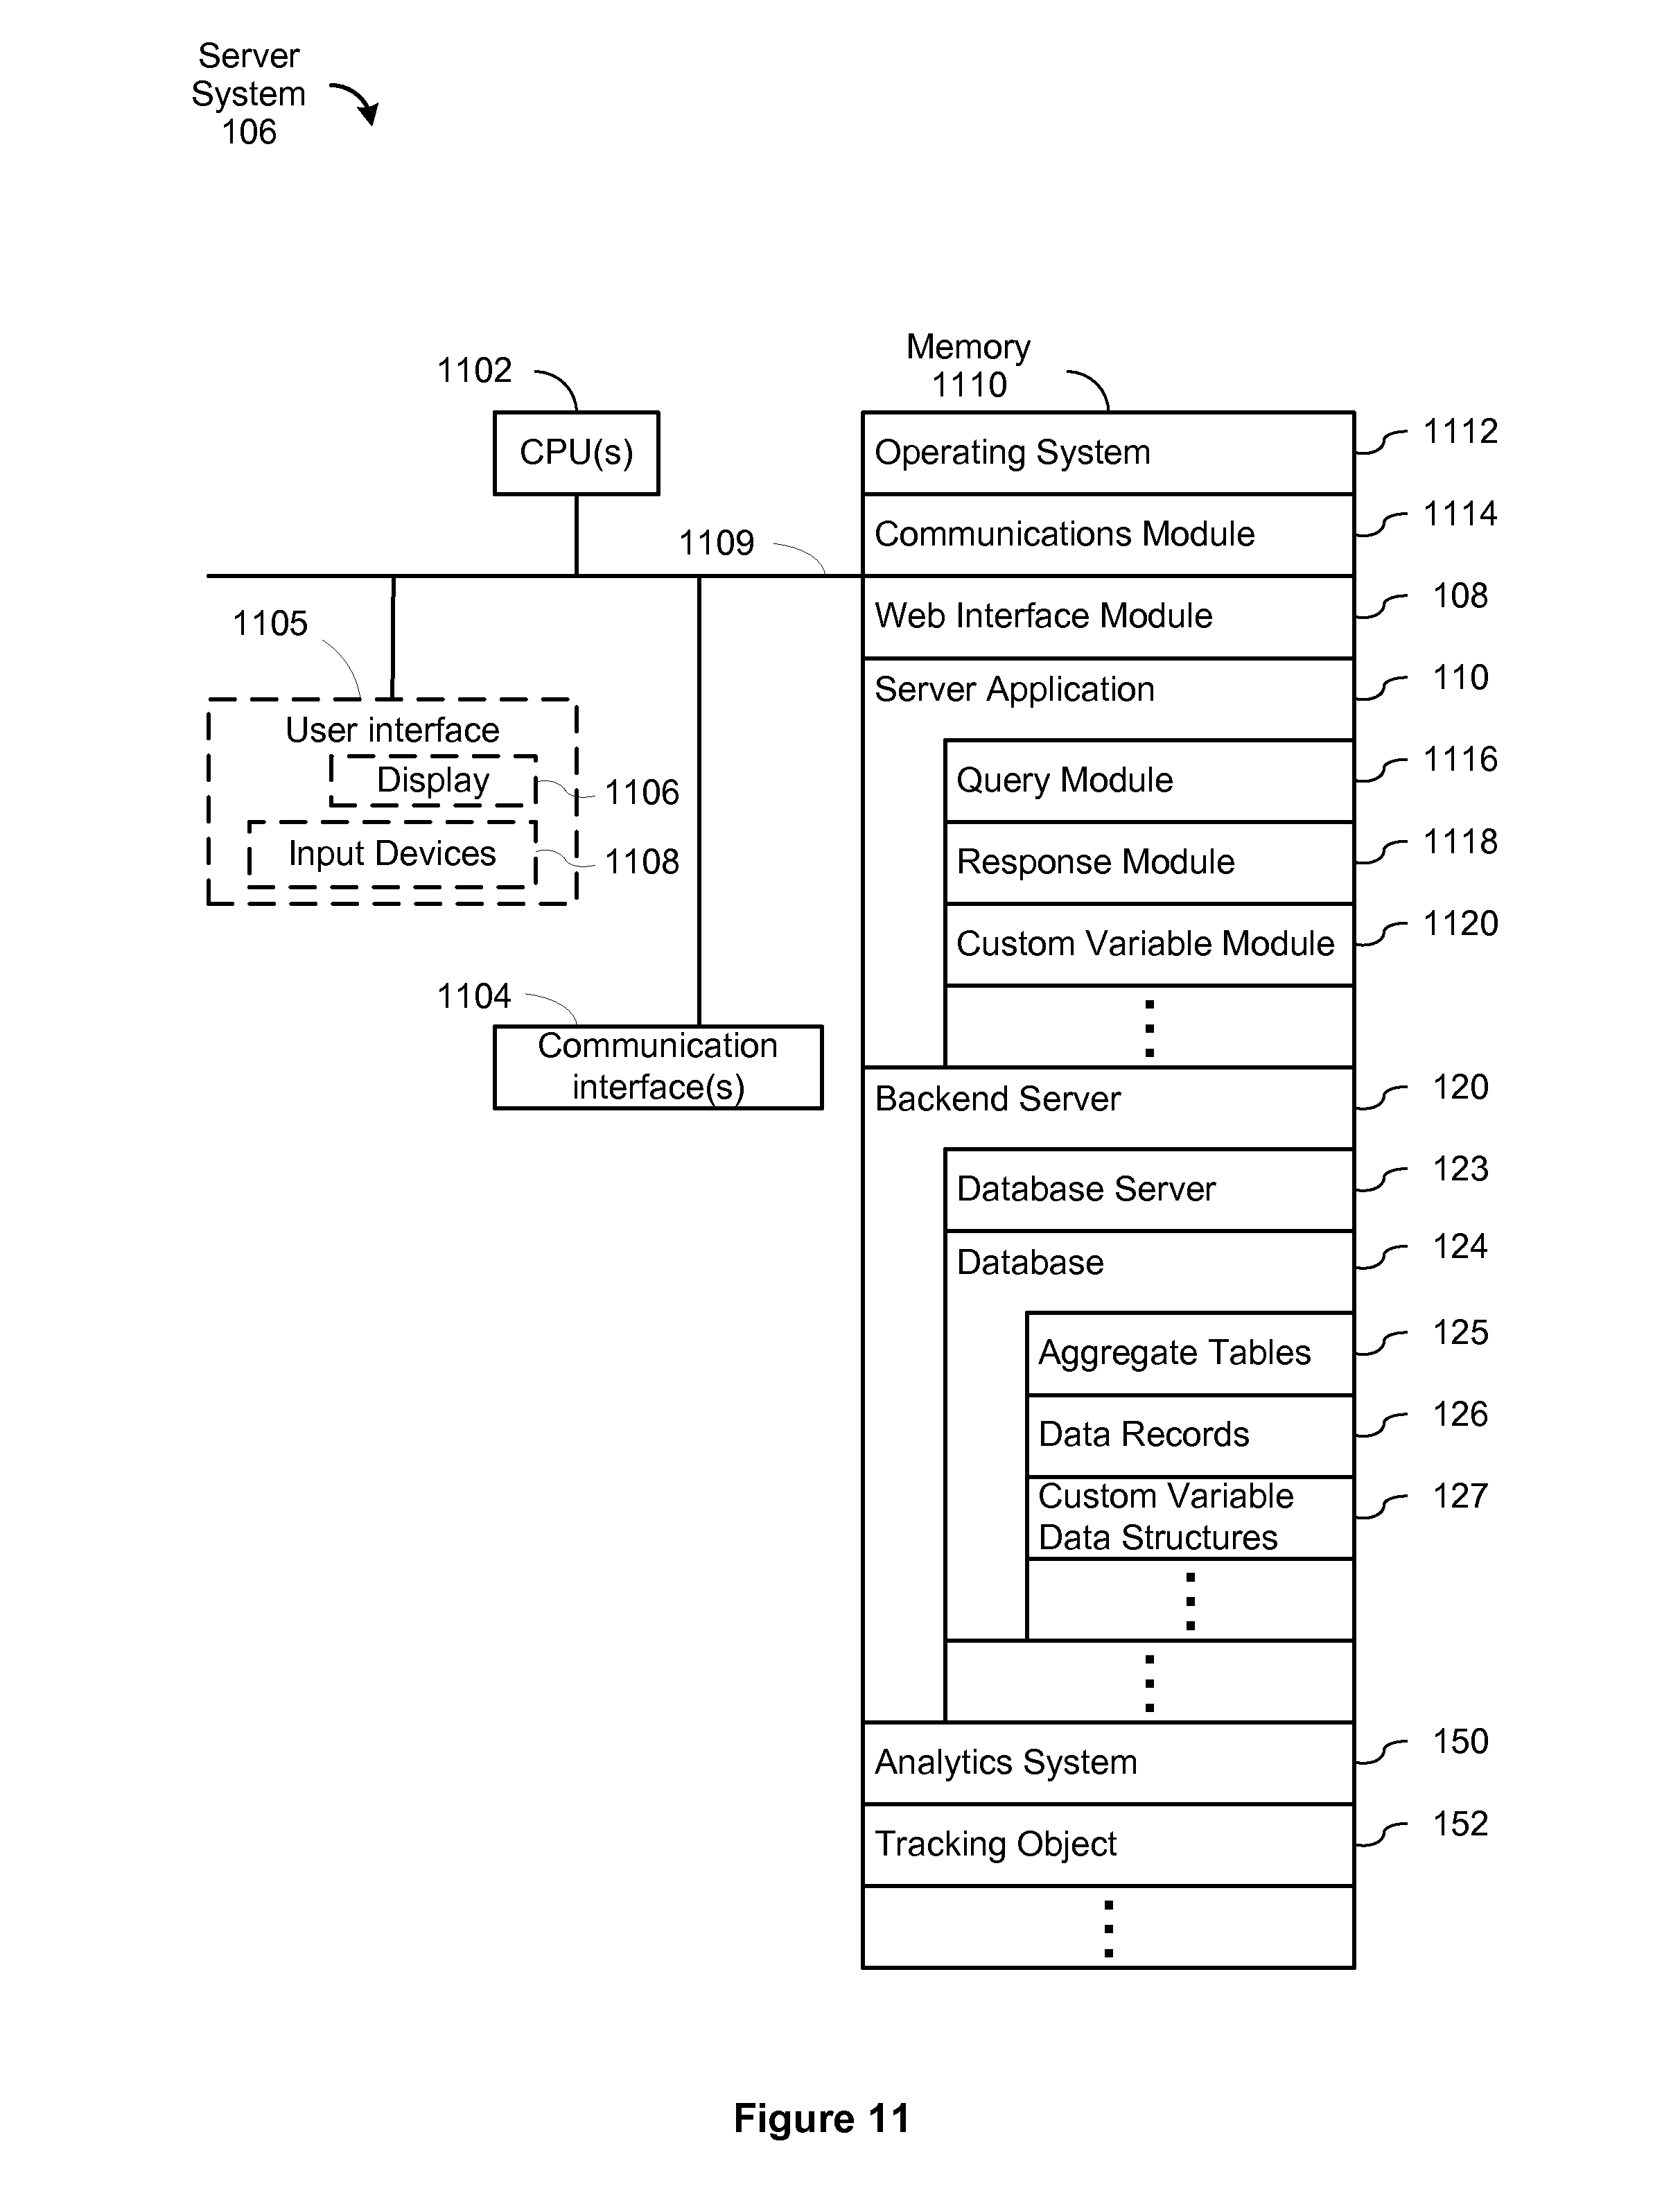 Server
System
106
Memory
1110
1102
CPU(s)
1109
1105
User interface
Display
1106
Input Devices
1108
1104
Communication
interface(s)
Operating System
1112
Communications Module
1114
Web Interface Module
108
Server Application
110
Query Module
1116
Response Module
1118
Custom Variable Module
1120
Backend Server
120
Database Server
123
Database
124
Aggregate Tables
125
Data Records
126
Custom Variable
Data Structures
127
Analytics System
150
Tracking Object
152
Figure 11